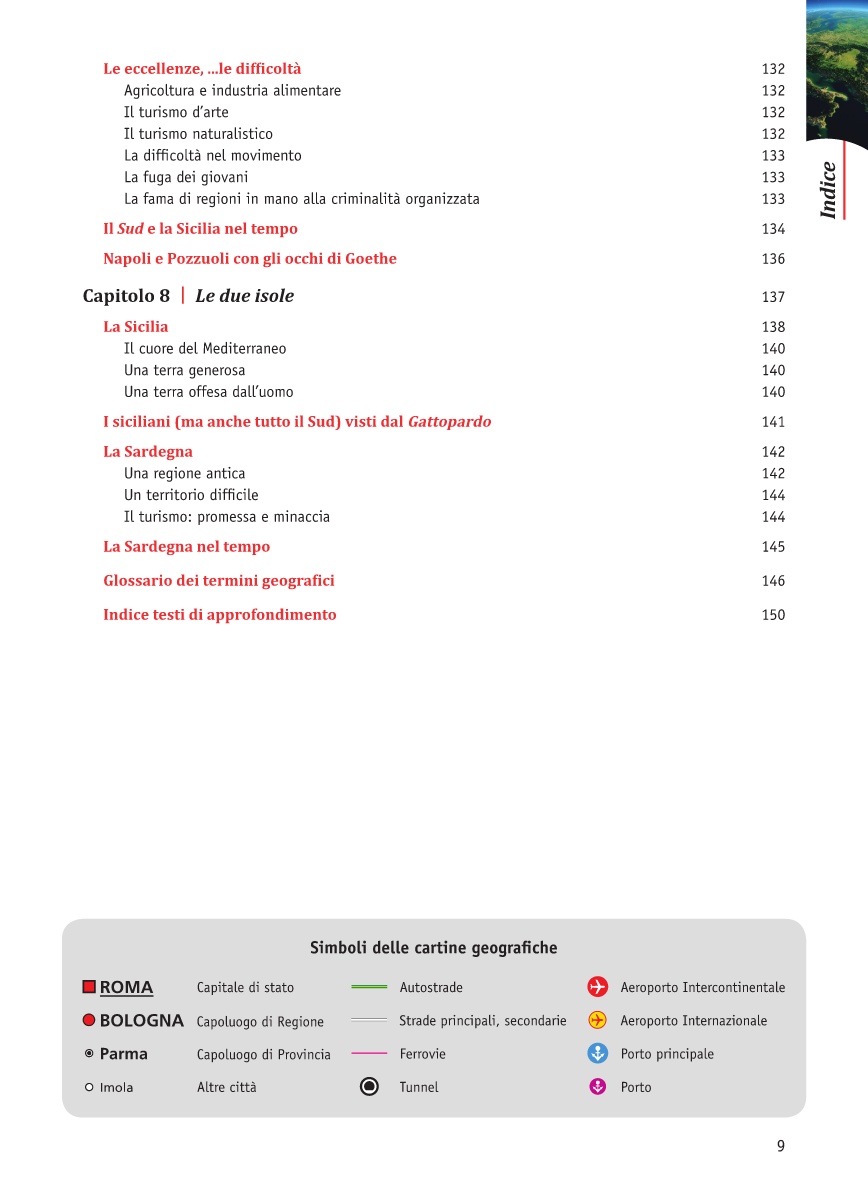 Le eccellenze, ...le difficoltà 132
Agricoltura e industria alimentare 132
Il turismo d'arte 132
Il turismo naturalistico 132
La difficoltà nel movimento 133
La fuga dei giovani 133
La fama di regioni in mano alla criminalità organizzata 133
Il Sud e la Sicilia nel tempo 134
Napoli e Pozzuoli con gli occhi di Goethe 136
Capitolo 8 | Le due isole 137
La Sicilia 138
Il cuore del Mediterraneo 140
Una terra generosa 140
Una terra offesa dall'uomo 140
I siciliani (ma anche tutto il Sud) visti dal Gattopardo 141
La Sardegna 142
Una regione antica 142
Un territorio difficile 144
Il turismo: promessa e minaccia 144
La Sardegna nel tempo 145
Glossario dei termini geografici 146
Indice testi di approfondimento 150
Indice
Simboli delle cartine geografiche
ROMA Capitale di stato Autostrade Aeroporto Intercontinentale
BOLOGNA Capoluogo di Regione Strade principali, secondarie Aeroporto Internazionale
Parma Capoluogo di Provincia Ferrovie Porto principale
Imola Altre città Tunnel Porto
9